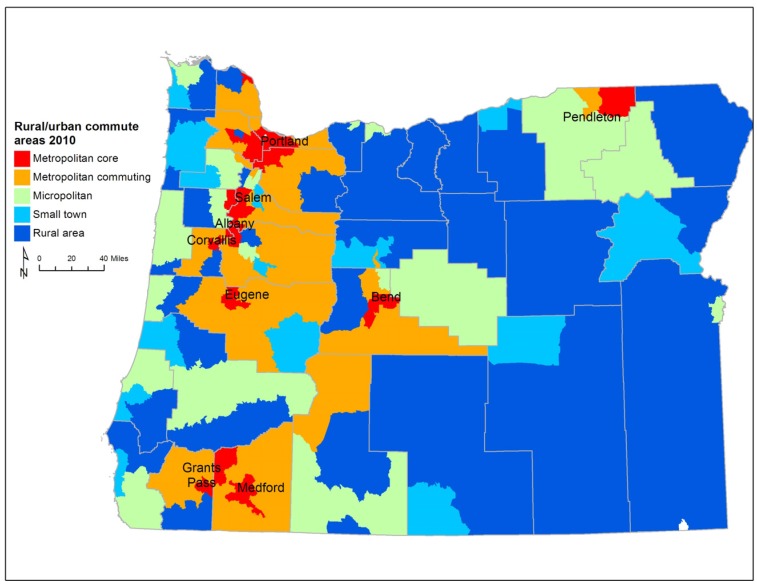 Rural/urban commute
areas 2010
Metropolitan core
Metropolitan commuting
Micropolitan
Small town
Rural area
N
0 20 40 Miles
Pendleton
Portland
Salem
Albany
Corvallis
Eugene
Bend
Grants
Pass
Medford